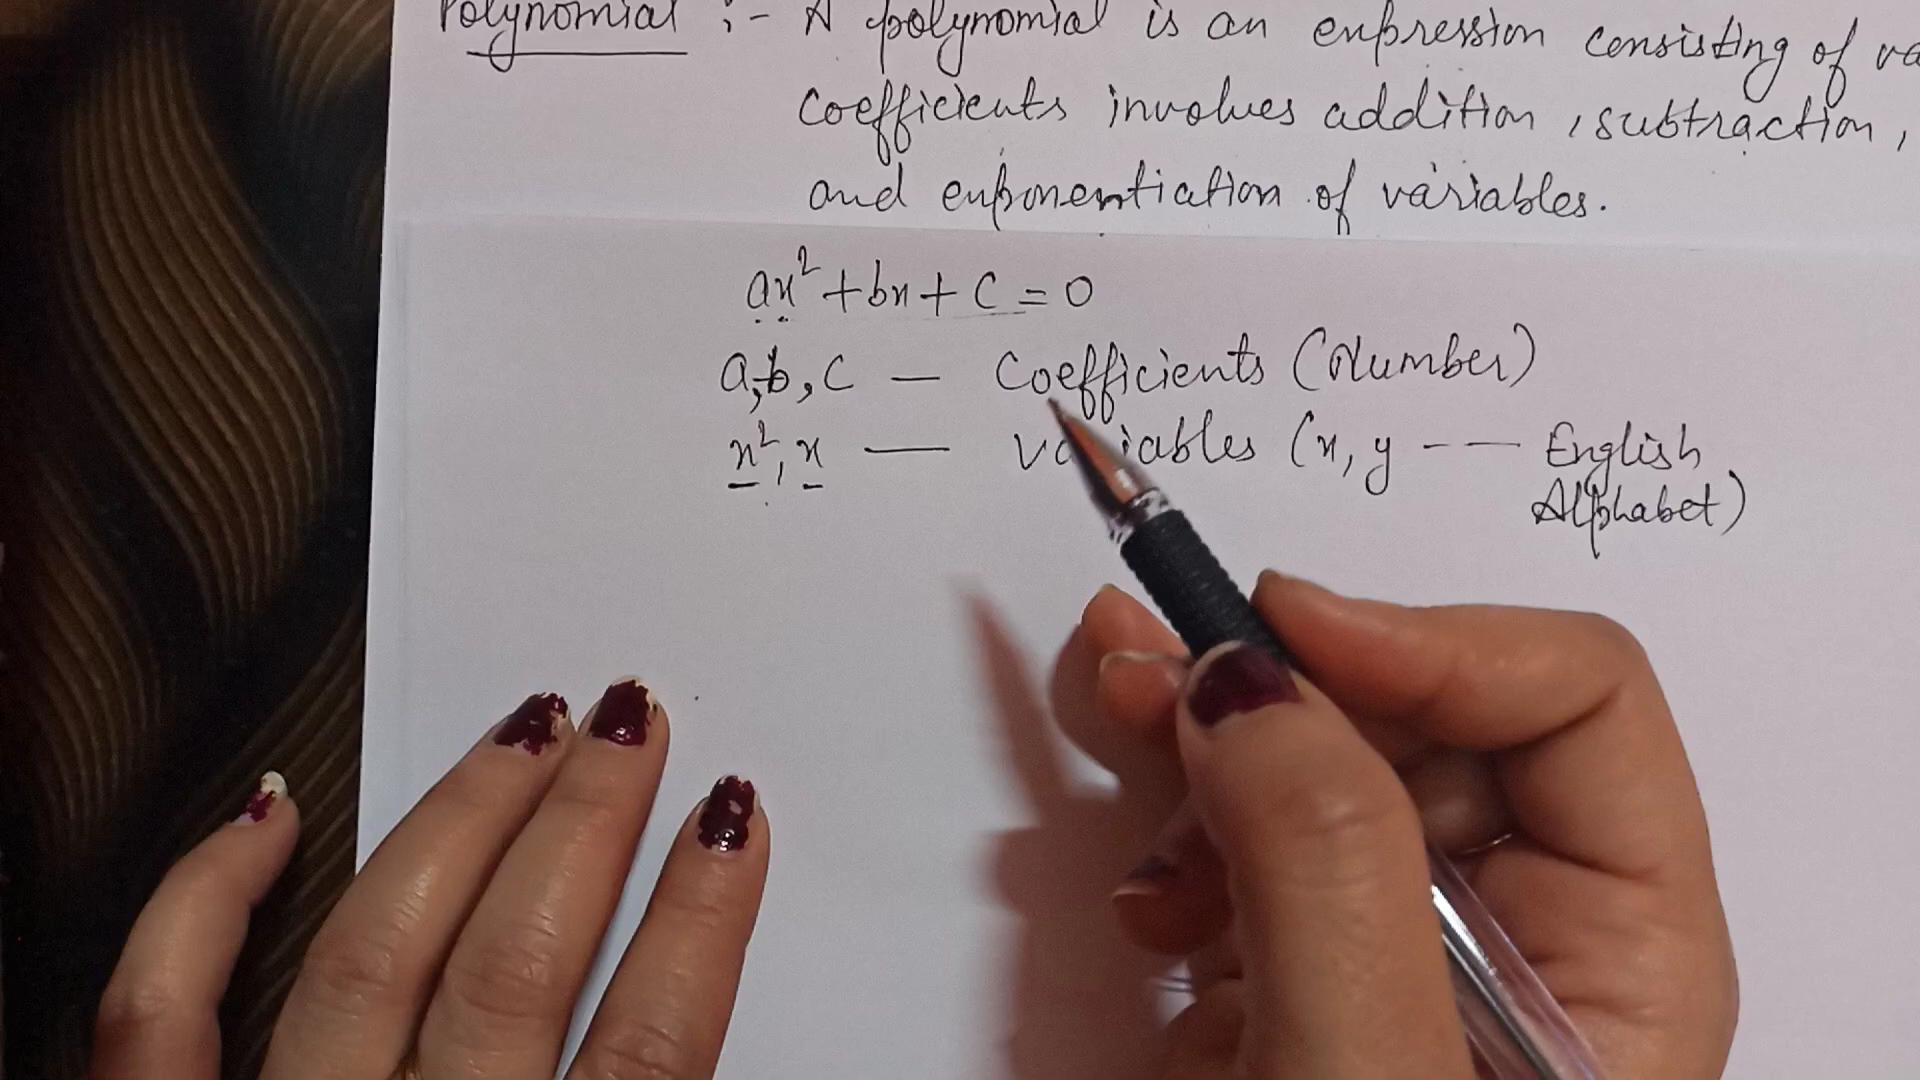 Polynomial :- A polynomial is an expression consisting of va
coefficients involves addition, subtraction,
and exponentiation of variables.
ax² + bx + c = 0
a, b, c — Coefficients (Number)
x², x — variables (x, y --- English
Alphabet)